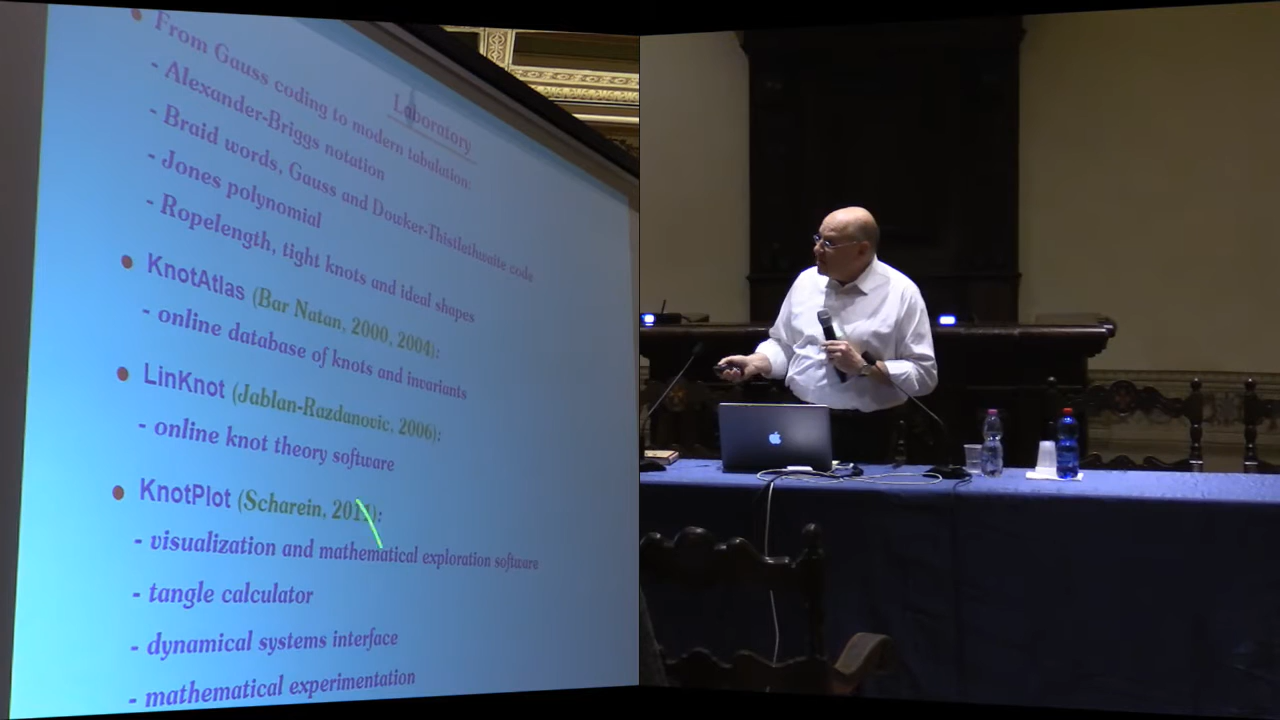 Laboratory
From Gauss coding to modern tabulation:
- Alexander-Briggs notation
- Braid words, Gauss and Dowker-Thistlethwaite code
- Jones polynomial
- Ropelength, tight knots and ideal shapes
KnotAtlas (Bar Natan, 2000, 2004):
- online database of knots and invariants
LinKnot (Jablan-Razdanovic, 2006):
- online knot theory software
KnotPlot (Scharein,
- visualization and mathematical exploration software
- tangle calculator
- dynamical systems interface
- mathematical experimentation